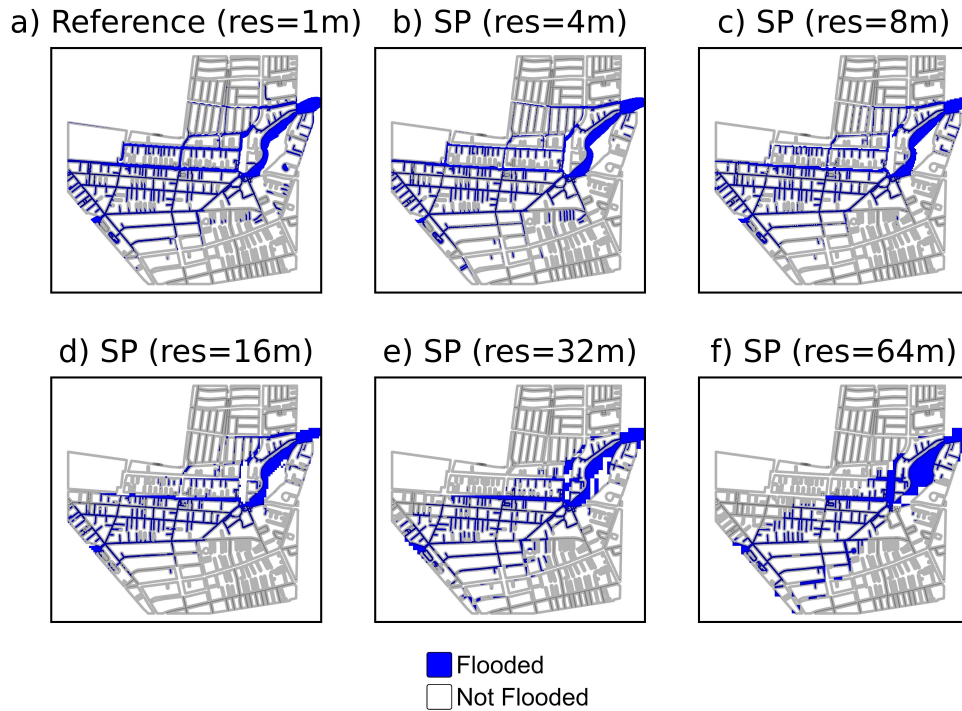 a) Reference (res=1m)
b) SP (res=4m)
c) SP (res=8m)
d) SP (res=16m)
e) SP (res=32m)
f) SP (res=64m)
Flooded
Not Flooded